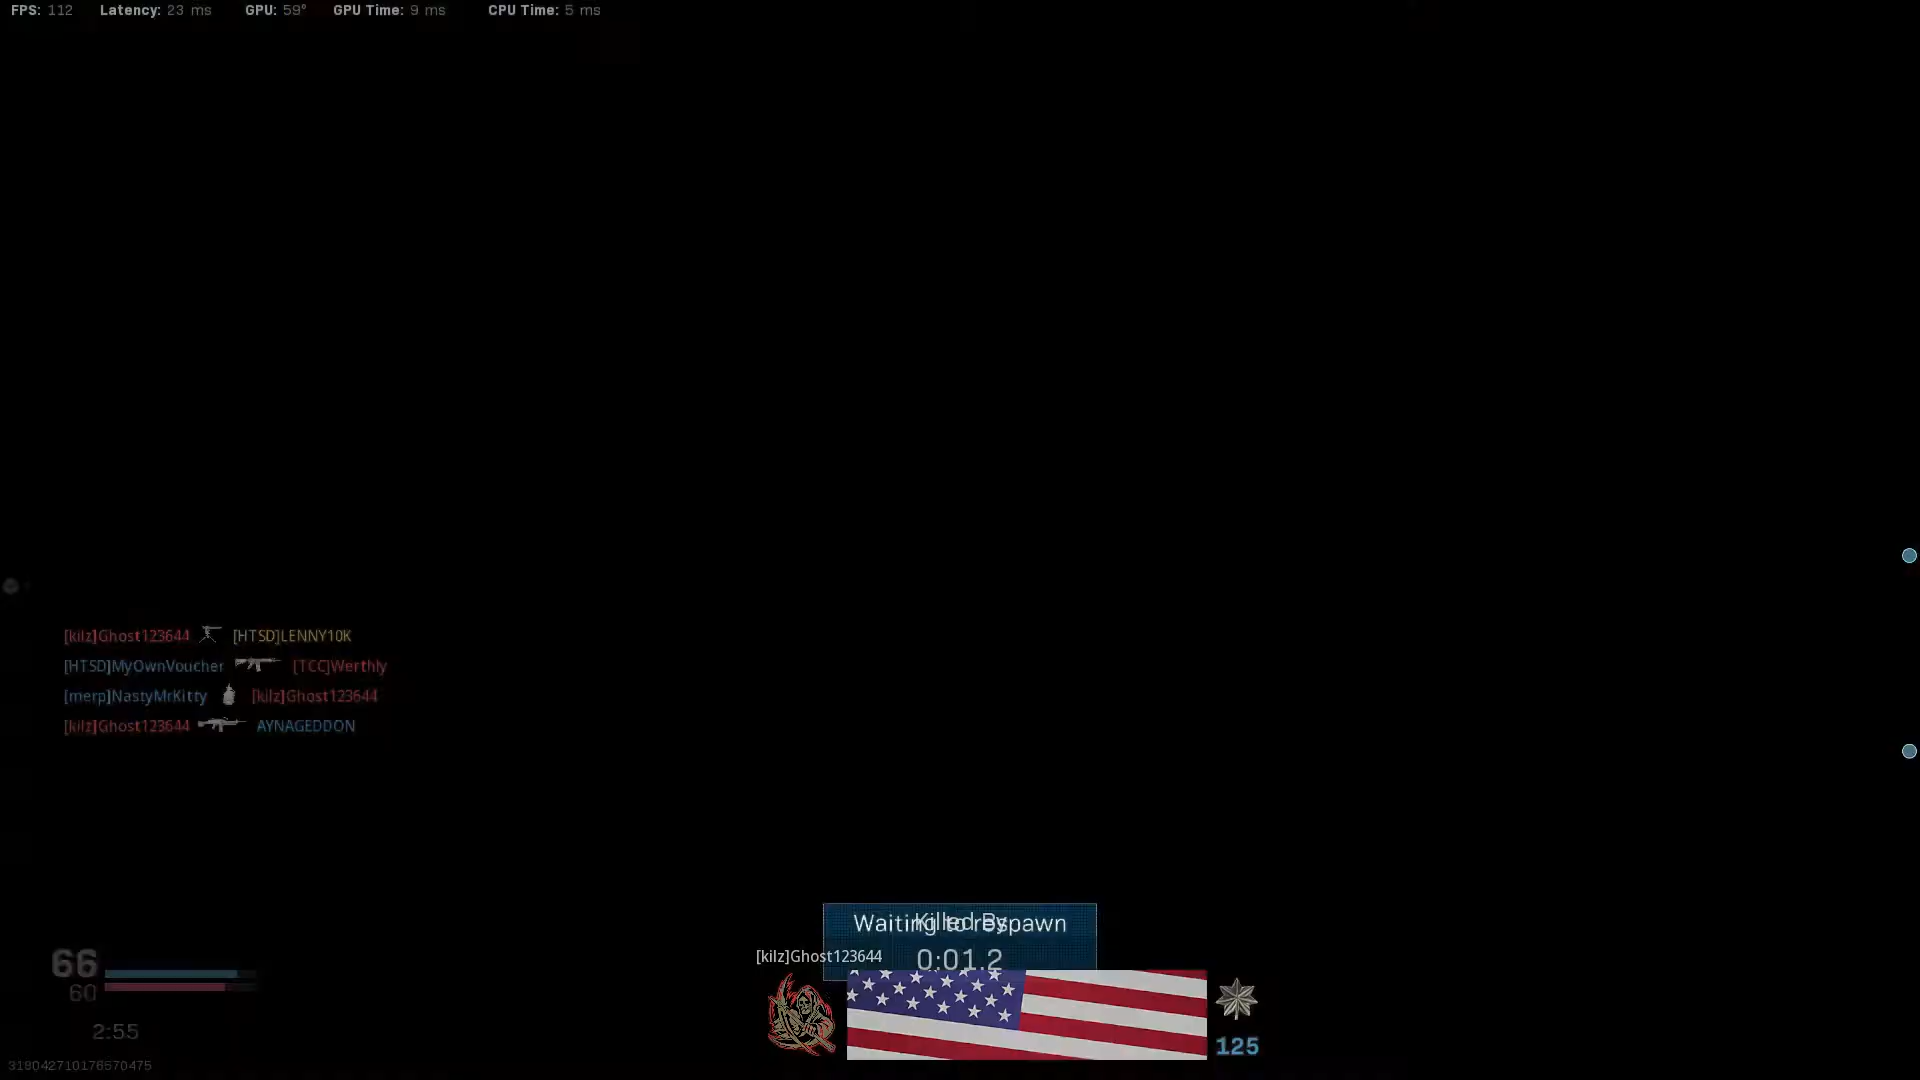 FPS: 112 Latency: 23 ms GPU: 59° GPU Time: 9 ms CPU Time: 5 ms
[kilz]Ghost123644 [HTSD]LENNY10K
[HTSD]MyOwnVoucher [TCC]Werthly
[merp]NastyMrKitty [kilz]Ghost123644
[kilz]Ghost123644 AYNAGEDDON
Waiting to respawn
Killed By
[kilz]Ghost123644
0:01.2
66
60
2:55
125
319042710176570475